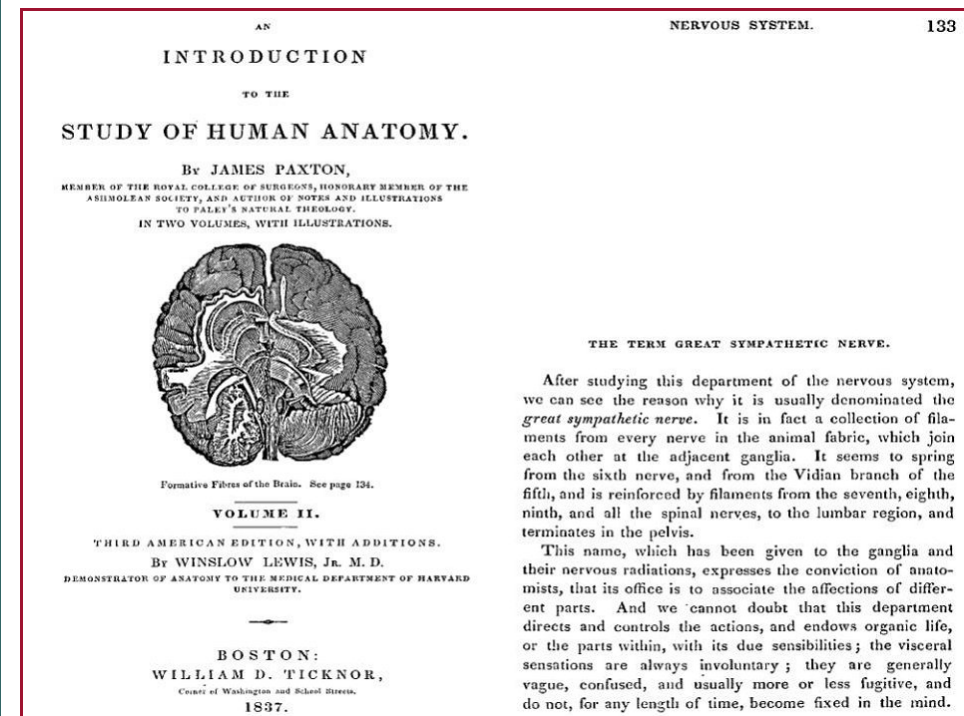 AN
INTRODUCTION
TO THE
STUDY OF HUMAN ANATOMY.
By JAMES PAXTON,
MEMBER OF THE ROYAL COLLEGE OF SURGEONS, HONORARY MEMBER OF THE
ASHMOLEAN SOCIETY, AND AUTHOR OF NOTES AND ILLUSTRATIONS
TO PALEY'S NATURAL THEOLOGY.
IN TWO VOLUMES, WITH ILLUSTRATIONS.
Formative Fibres of the Brain. See page 134.
VOLUME II.
THIRD AMERICAN EDITION, WITH ADDITIONS.
By WINSLOW LEWIS, Jr. M. D.
DEMONSTRATOR OF ANATOMY TO THE MEDICAL DEPARTMENT OF HARVARD
UNIVERSITY.
BOSTON:
WILLIAM D. TICKNOR,
Corner of Washington and School Streets.
1837.
NERVOUS SYSTEM. 133
THE TERM GREAT SYMPATHETIC NERVE.
After studying this department of the nervous system,
we can see the reason why it is usually denominated the
great sympathetic nerve. It is in fact a collection of fila-
ments from every nerve in the animal fabric, which join
each other at the adjacent ganglia. It seems to spring
from the sixth nerve, and from the Vidian branch of the
fifth, and is reinforced by filaments from the seventh, eighth,
ninth, and all the spinal nerves, to the lumbar region, and
terminates in the pelvis.
This name, which has been given to the ganglia and
their nervous radiations, expresses the conviction of anato-
mists, that its office is to associate the affections of differ-
ent parts. And we cannot doubt that this department
directs and controls the actions, and endows organic life,
or the parts within, with its due sensibilities; the visceral
sensations are always involuntary; they are generally
vague, confused, and usually more or less fugitive, and
do not, for any length of time, become fixed in the mind.